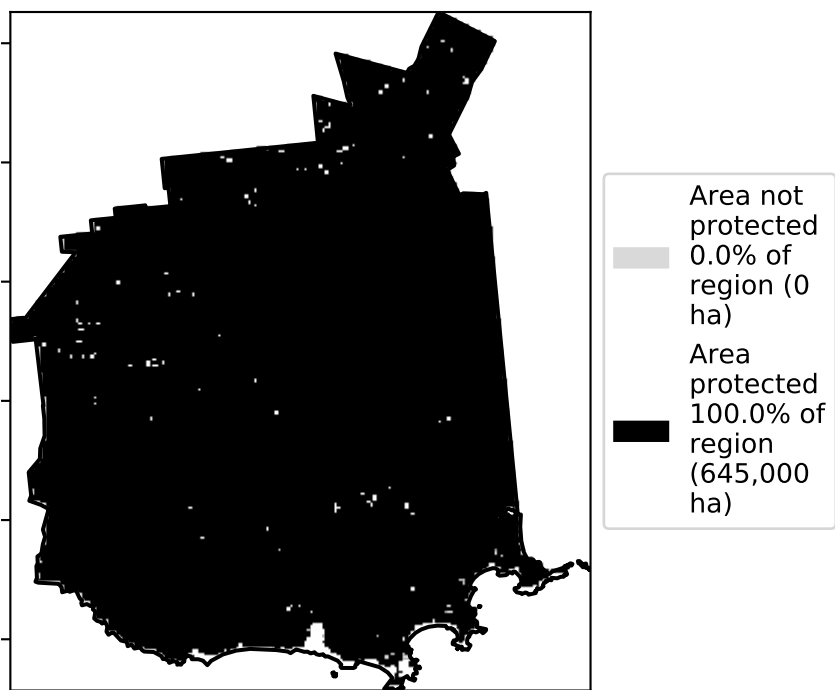 Area not
protected
0.0% of
region (0
ha)
Area
protected
100.0% of
region
(645,000
ha)